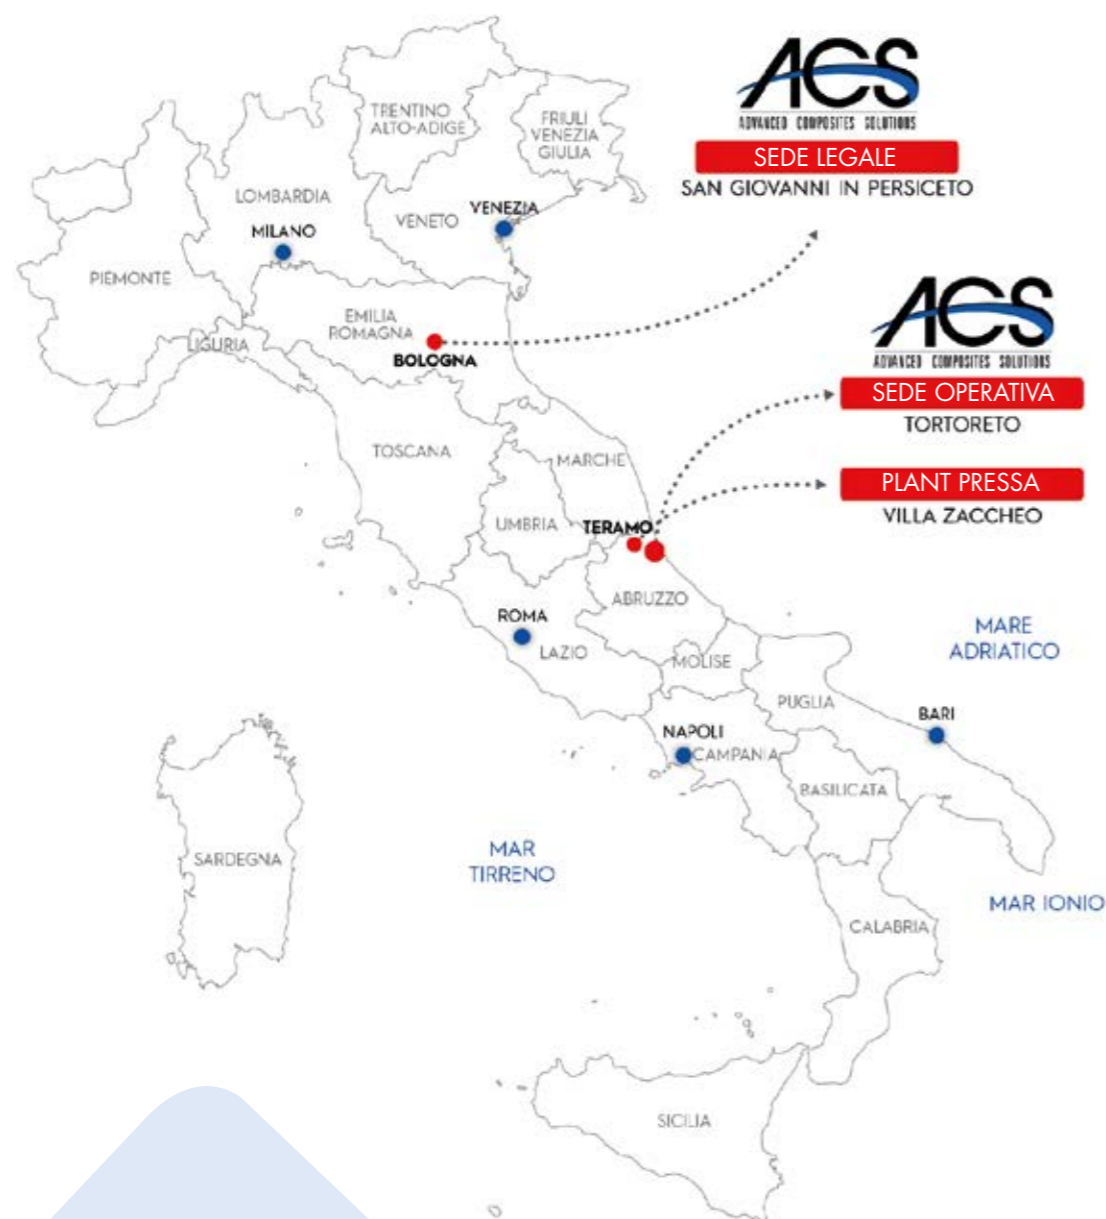 ACS
ADVANCED COMPOSITES SOLUTIONS
SEDE LEGALE
SAN GIOVANNI IN PERSICETO
TRENTINO
ALTO-ADIGE
FRIULI
VENEZIA
GIULIA
LOMBARDIA
VENETO
VENEZIA
MILANO
PIEMONTE
EMILIA
ROMAGNA
LIGURIA
BOLOGNA
ACS
ADVANCED COMPOSITES SOLUTIONS
SEDE OPERATIVA
TORTORETO
TOSCANA
MARCHE
PLANT PRESSA
VILLA ZACCHEO
UMBRIA
TERAMO
ABRUZZO
ROMA
LAZIO
MOLISE
MARE
ADRIATICO
PUGLIA
BARI
NAPOLI
CAMPANIA
BASILICATA
SARDEGNA
MAR
TIRRENO
MAR IONIO
CALABRIA
SICILIA